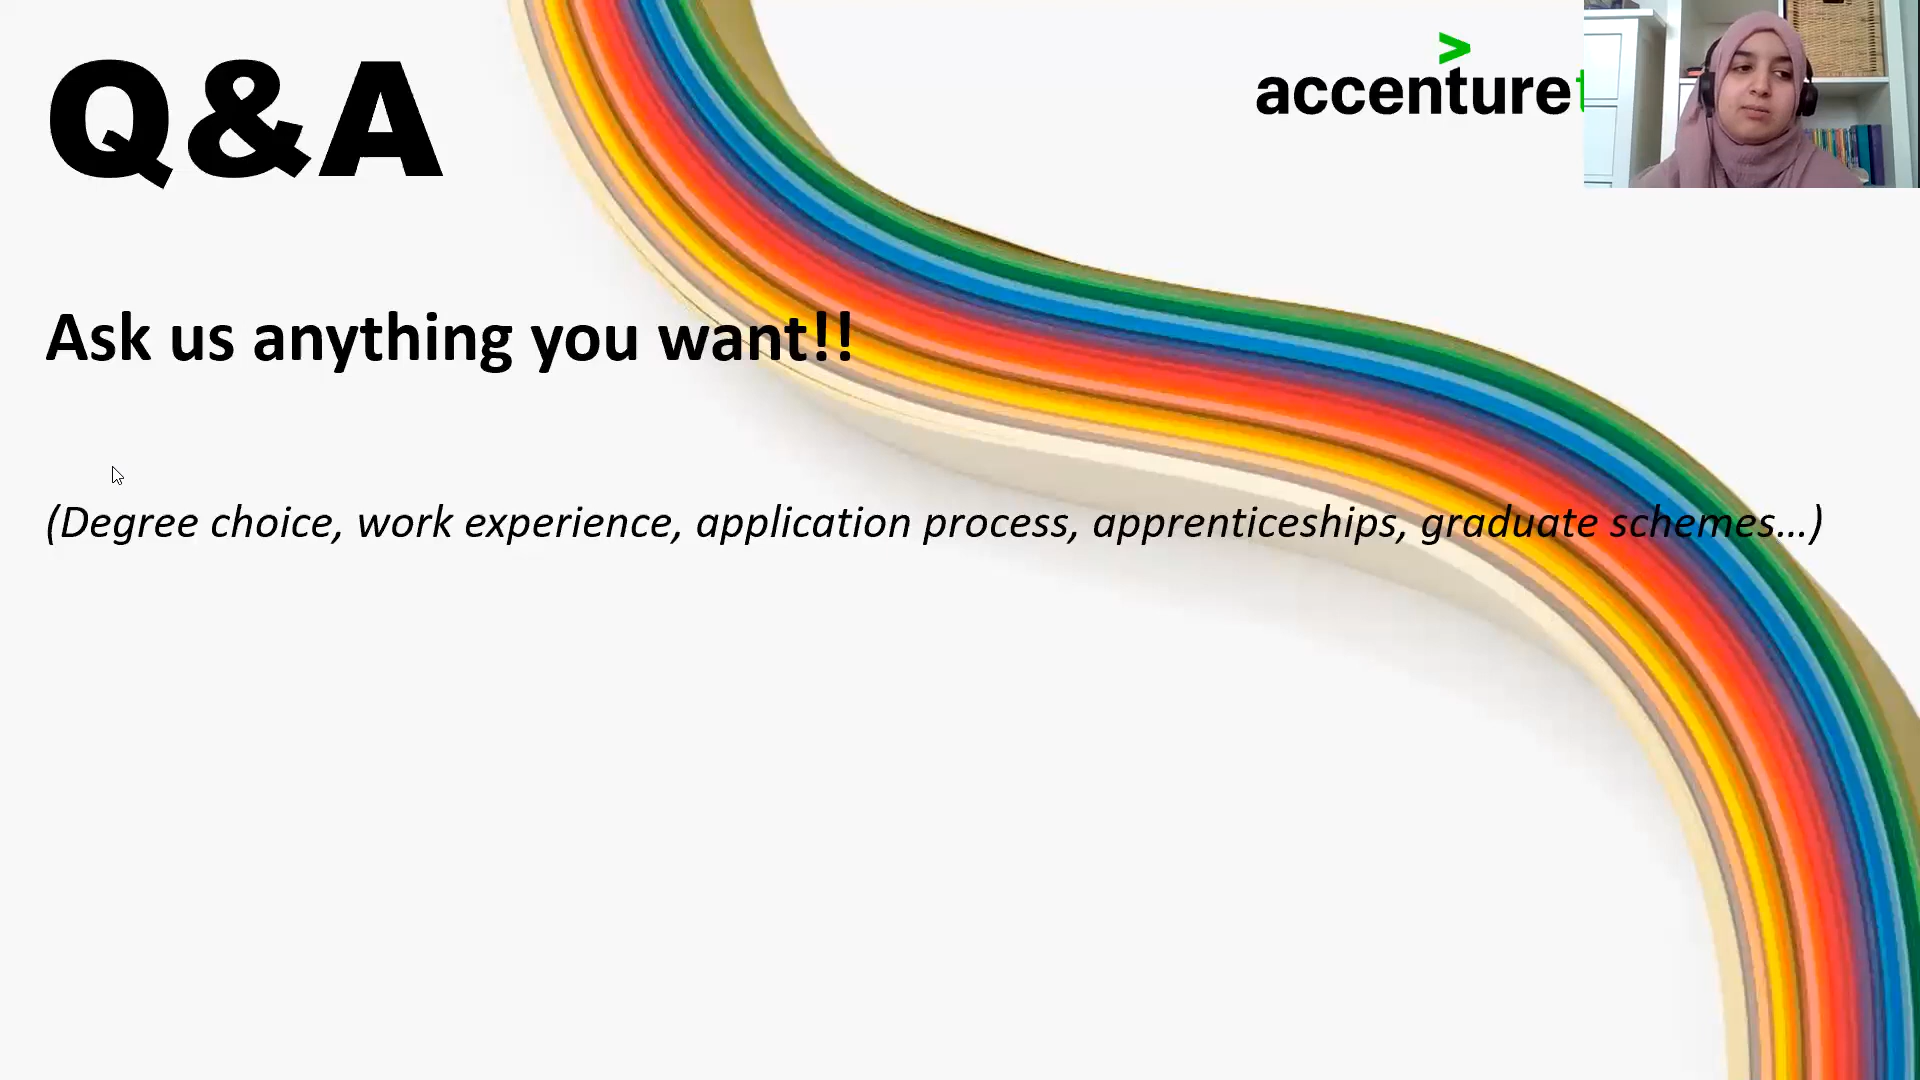 Q&A
accenture
Ask us anything you want!!
(Degree choice, work experience, application process, apprenticeships, graduate schemes...)